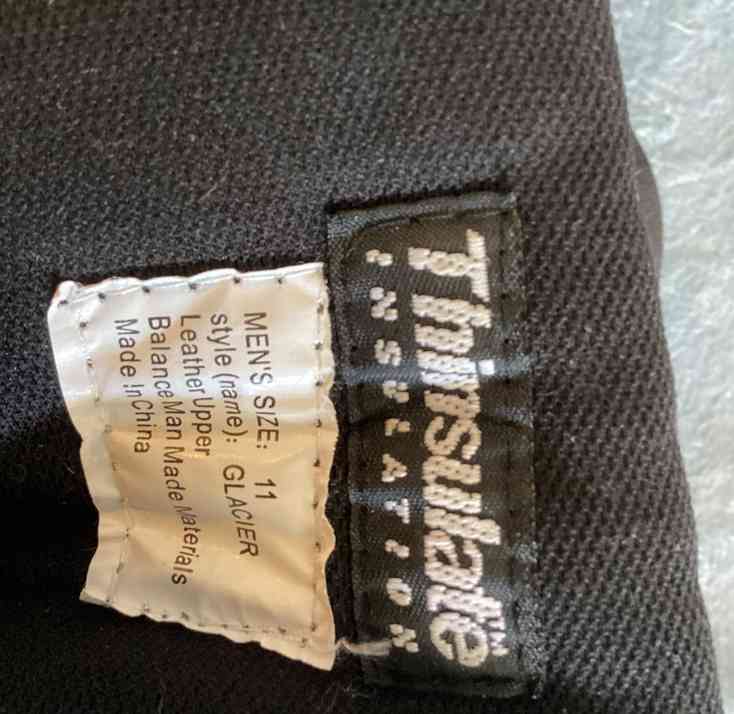 Thinsulate™
INSULATION
MEN'S SIZE: 11
style (name): GLACIER
Leather Upper
Balance Man Made Materials
Made In China